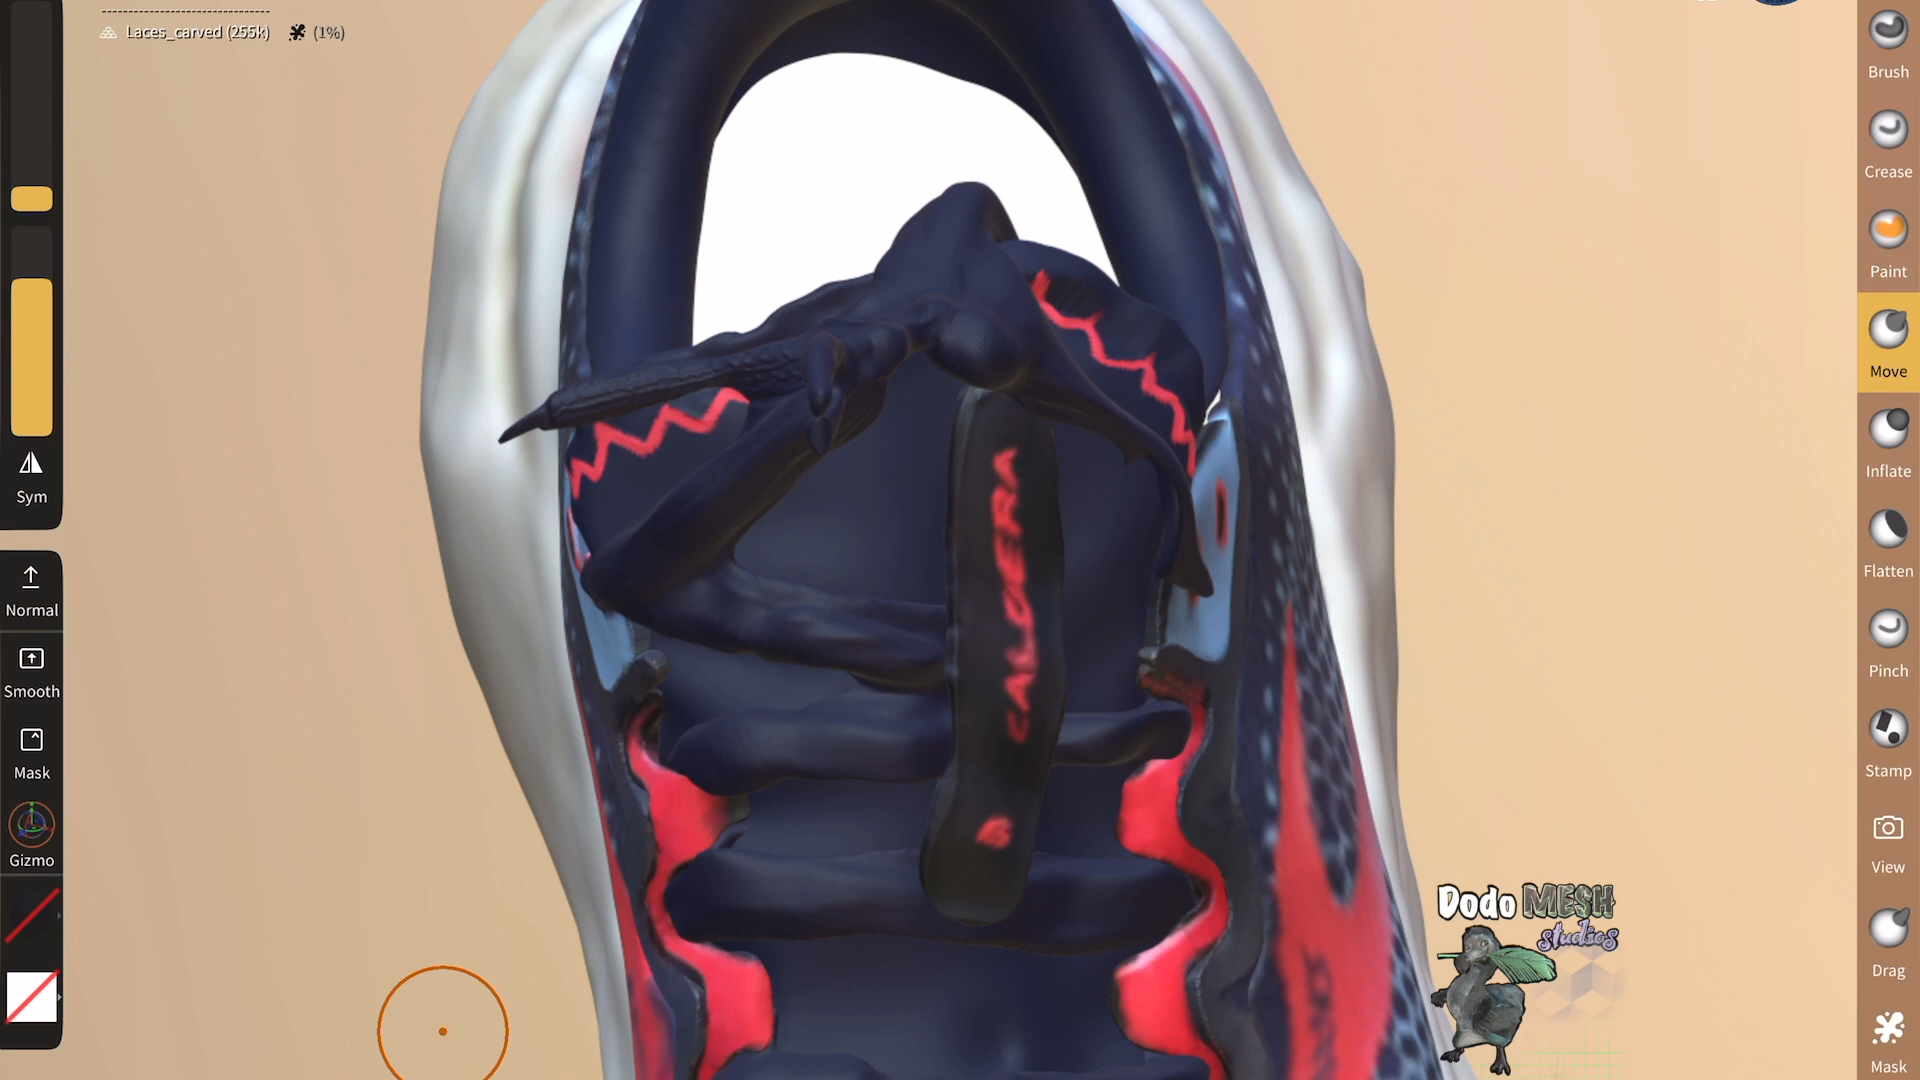 Laces_carved (255k) (1%)
Sym
Normal
Smooth
Mask
Gizmo
CALDERA
Brush
Crease
Paint
Move
Inflate
Flatten
Pinch
Stamp
View
Drag
Mask
Dodo MESH
studios